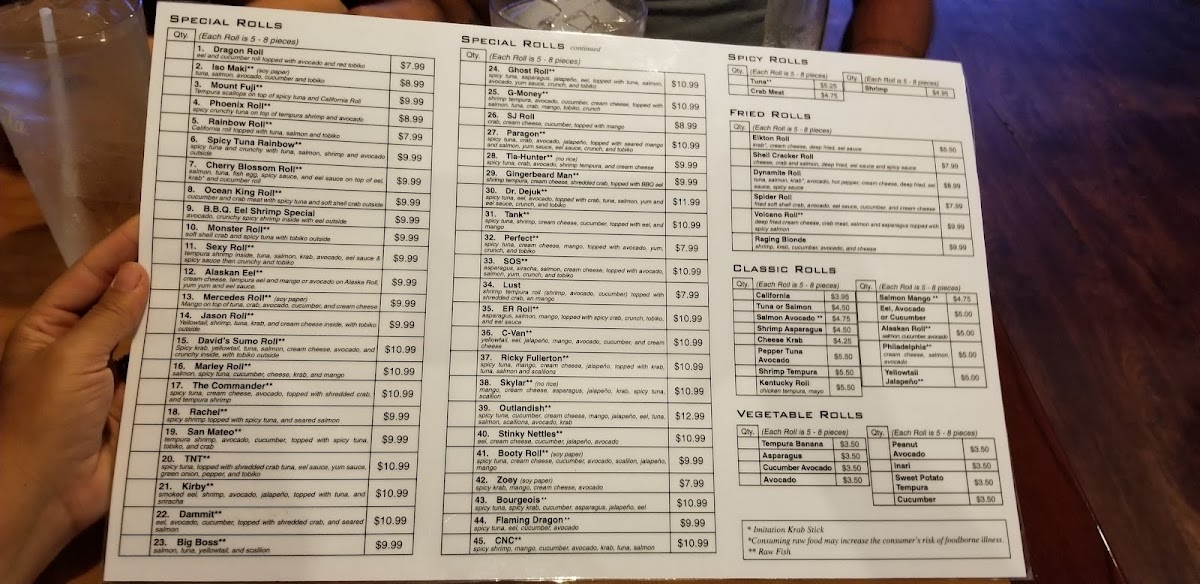 SPECIAL ROLLS
Qty. (Each Roll is 5 - 8 pieces)
1. Dragon Roll
eel and cucumber roll topped with avocado and red tobiko
$7.99
2. Iso Maki** (soy paper)
tuna, salmon, avocado, cucumber and tobiko
$8.99
3. Mount Fuji**
Tempura scallops on top of spicy tuna and California Roll
$9.99
4. Phoenix Roll**
spicy crunchy tuna on top of tempura shrimp and avocado
$8.99
5. Rainbow Roll**
California roll topped with tuna, salmon and tobiko
$7.99
6. Spicy Tuna Rainbow**
spicy tuna and crunchy with tuna, salmon, shrimp and avocado
outside
$9.99
7. Cherry Blossom Roll**
salmon, tuna, fish egg, spicy sauce, and eel sauce on top of eel,
krab* and cucumber roll
$9.99
8. Ocean King Roll**
cucumber and crab meat with spicy tuna and soft shell crab outside
$9.99
9. B.B.Q. Eel Shrimp Special
avocado, crunchy spicy shrimp inside with eel outside
$9.99
10. Monster Roll**
soft shell crab and spicy tuna with tobiko outside
$9.99
11. Sexy Roll**
tempura shrimp inside, tuna, salmon, krab, avocado, eel sauce &
spicy sauce then crunchy and tobiko
$9.99
12. Alaskan Eel**
cream cheese, tempura eel and mango or avocado on Alaska Roll,
yum yum and eel sauce.
$9.99
13. Mercedes Roll** (soy paper)
Mango on top of tuna, crab, avocado, cucumber, and cream cheese
$9.99
14. Jason Roll**
Yellowtail, shrimp, tuna, krab, and cream cheese inside, with tobiko
outside
$9.99
15. David's Sumo Roll**
Spicy krab, yellowtail, tuna, salmon, cream cheese, avocado, and
crunchy inside, with tobiko outside
$10.99
16. Marley Roll**
salmon, spicy tuna, cucumber, cream cheese, krab, and mango
$10.99
17. The Commander**
spicy tuna, cream cheese, avocado, topped with shredded crab,
and tempura shrimp
$10.99
18. Rachel**
spicy shrimp topped with spicy tuna, and seared salmon
$9.99
19. San Mateo**
tempura shrimp, avocado, cucumber, topped with spicy tuna,
tobiko, and crab
$9.99
20. TNT**
spicy tuna, topped with shredded crab tuna, eel sauce, yum sauce,
green onion, pepper, and tobiko
$10.99
21. Kirby**
smoked eel, shrimp, avocado, jalapeño, topped with tuna, and
sriracha
$10.99
22. Dammit**
eel, avocado, cucumber, topped with shredded crab, and seared
salmon
$10.99
23. Big Boss**
salmon, tuna, yellowtail, and scallion
$9.99
SPECIAL ROLLS continued
Qty. (Each Roll is 5 - 8 pieces)
24. Ghost Roll**
spicy tuna, asparagus, jalapeño, eel, topped with tuna, salmon,
avocado, yum sauce, crunch, and tobiko
$10.99
25. G-Money**
shrimp tempura, avocado, cucumber, cream cheese, topped with
salmon, tuna, crab, mango, tobiko, crunch
$10.99
26. SJ Roll
crab, cream cheese, cucumber, topped with mango
$8.99
27. Paragon**
spicy tuna, crab, avocado, jalapeño, topped with seared mango
and salmon, yum sauce, eel sauce, crunch, and tobiko
$10.99
28. Tia-Hunter** (no rice)
spicy tuna, crab, avocado, shrimp tempura, and cream cheese
$9.99
29. Gingerbeard Man**
shrimp tempura, cream cheese, shredded crab, topped with BBQ eel
$9.99
30. Dr. Dejuk**
spicy tuna, eel, avocado, topped with crab, tuna, salmon, yum and
eel sauce, crunch, and tobiko
$11.99
31. Tank**
spicy tuna, shrimp, cream cheese, cucumber, topped with eel, and
mango
$10.99
32. Perfect**
spicy tuna, cream cheese, mango, topped with avocado, yum,
crunch, and tobiko
$7.99
33. SOS**
asparagus, siracha, salmon, cream cheese, topped with avocado,
salmon, yum, crunch, and tobiko
$10.99
34. Lust
shrimp tempura roll (shrimp, avocado, cucumber) topped with
shredded crab, an mango
$7.99
35. ER Roll**
asparagus, salmon, mango, topped with spicy crab, crunch, tobiko,
and eel sauce
$10.99
36. C-Van**
yellowtail, eel, jalapeño, mango, avocado, cucumber, and cream
cheese
$10.99
37. Ricky Fullerton**
spicy tuna, mango, cream cheese, jalapeño, topped with krab,
tuna, salmon and scallions
$10.99
38. Skylar** (no rice)
mango, cream cheese, asparagus, jalapeño, krab, spicy tuna,
scallion
$10.99
39. Outlandish**
spicy tuna, cucumber, cream cheese, mango, jalapeño, eel, tuna,
salmon, scallions, avocado, krab
$12.99
40. Stinky Nettles**
eel, cream cheese, cucumber, jalapeño, avocado
$10.99
41. Booty Roll** (soy paper)
spicy tuna, cream cheese, cucumber, avocado, scallion, jalapeño,
mango
$9.99
42. Zoey (soy paper)
spicy krab, mango, cream cheese, avocado
$7.99
43. Bourgeois**
spicy tuna, spicy krab, cucumber, asparagus, jalapeño, eel
$10.99
44. Flaming Dragon**
spicy tuna, eel, cucumber, avocado
$9.99
45. CNC**
spicy shrimp, mango, cucumber, avocado, krab, tuna, salmon
$10.99
SPICY ROLLS
Qty. (Each Roll is 5 - 8 pieces) Qty. (Each Roll is 5 - 8 pieces)
Tuna** $5.25 Shrimp $4.95
Crab Meat $4.75
FRIED ROLLS
Qty. (Each Roll is 5 - 8 pieces)
Elkton Roll
krab*, cream cheese, deep fried, eel sauce
$5.50
Shell Cracker Roll
cheese, crab and salmon, deep fried, eel sauce and spicy sauce
$7.99
Dynamite Roll
tuna, salmon, krab*, avocado, hot pepper, cream cheese, deep fried, eel
sauce, spicy sauce
$8.99
Spider Roll
fried soft shell crab, avocado, eel sauce, cucumber, and cream cheese
$7.99
Volcano Roll**
deep fried cream cheese, crab meat, salmon and asparagus topped with
spicy salmon
$9.99
Raging Blonde
shrimp, krab, cucumber, avocado, and cheese
$9.99
CLASSIC ROLLS
Qty. (Each Roll is 5 - 8 pieces)
California $3.95
Tuna or Salmon $4.50
Salmon Avocado ** $4.75
Shrimp Asparagus $4.50
Cheese Krab $4.25
Pepper Tuna
Avocado $5.50
Shrimp Tempura $5.50
Kentucky Roll
chicken tempura, mayo $5.50
Qty. (Each Roll is 5 - 8 pieces)
Salmon Mango ** $4.75
Eel, Avocado
or Cucumber $5.00
Alaskan Roll**
salmon, cucumber, avocado $5.00
Philadelphia**
cream cheese, salmon,
avocado $5.00
Yellowtail
Jalapeño** $5.00
VEGETABLE ROLLS
Qty. (Each Roll is 5 - 8 pieces)
Tempura Banana $3.50
Asparagus $3.50
Cucumber Avocado $3.50
Avocado $3.50
Qty. (Each Roll is 5 - 8 pieces)
Peanut
Avocado $3.50
Inari $3.50
Sweet Potato
Tempura $3.50
Cucumber $3.50
* Imitation Krab Stick
*Consuming raw food may increase the consumer's risk of foodborne illness.
** Raw Fish